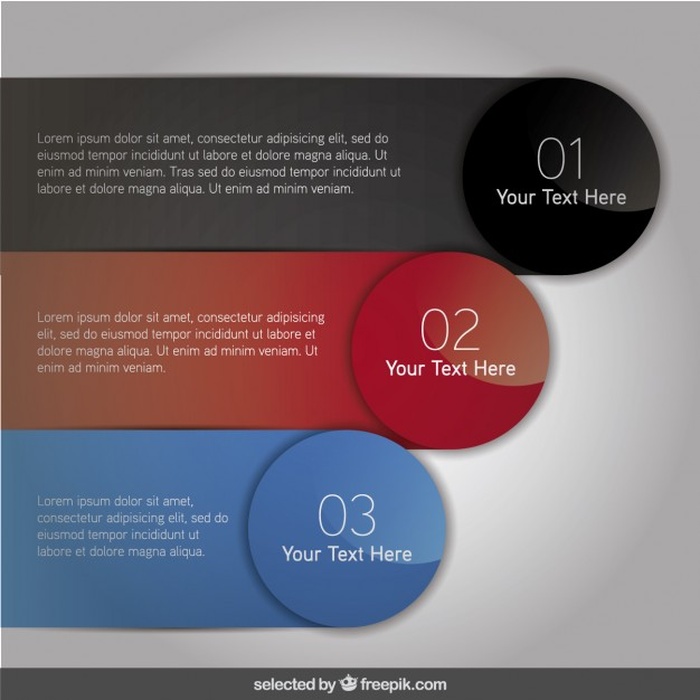 Lorem ipsum dolor sit amet, consectetur adipisicing elit, sed do
eiusmod tempor incididunt ut labore et dolore magna aliqua. Ut
enim ad minim veniam. Tras sed do eiusmod tempor incididunt ut
labore et dolore magna aliqua. Ut enim ad minim veniam.
01
Your Text Here
Lorem ipsum dolor sit amet, consectetur adipisicing
elit, sed do eiusmod tempor incididunt ut labore et
dolore magna aliqua. Ut enim ad minim veniam. Ut
enim ad minim veniam.
02
Your Text Here
Lorem ipsum dolor sit amet,
consectetur adipisicing elit, sed do
eiusmod tempor incididunt ut
labore et dolore magna aliqua.
03
Your Text Here
selected by freepik.com